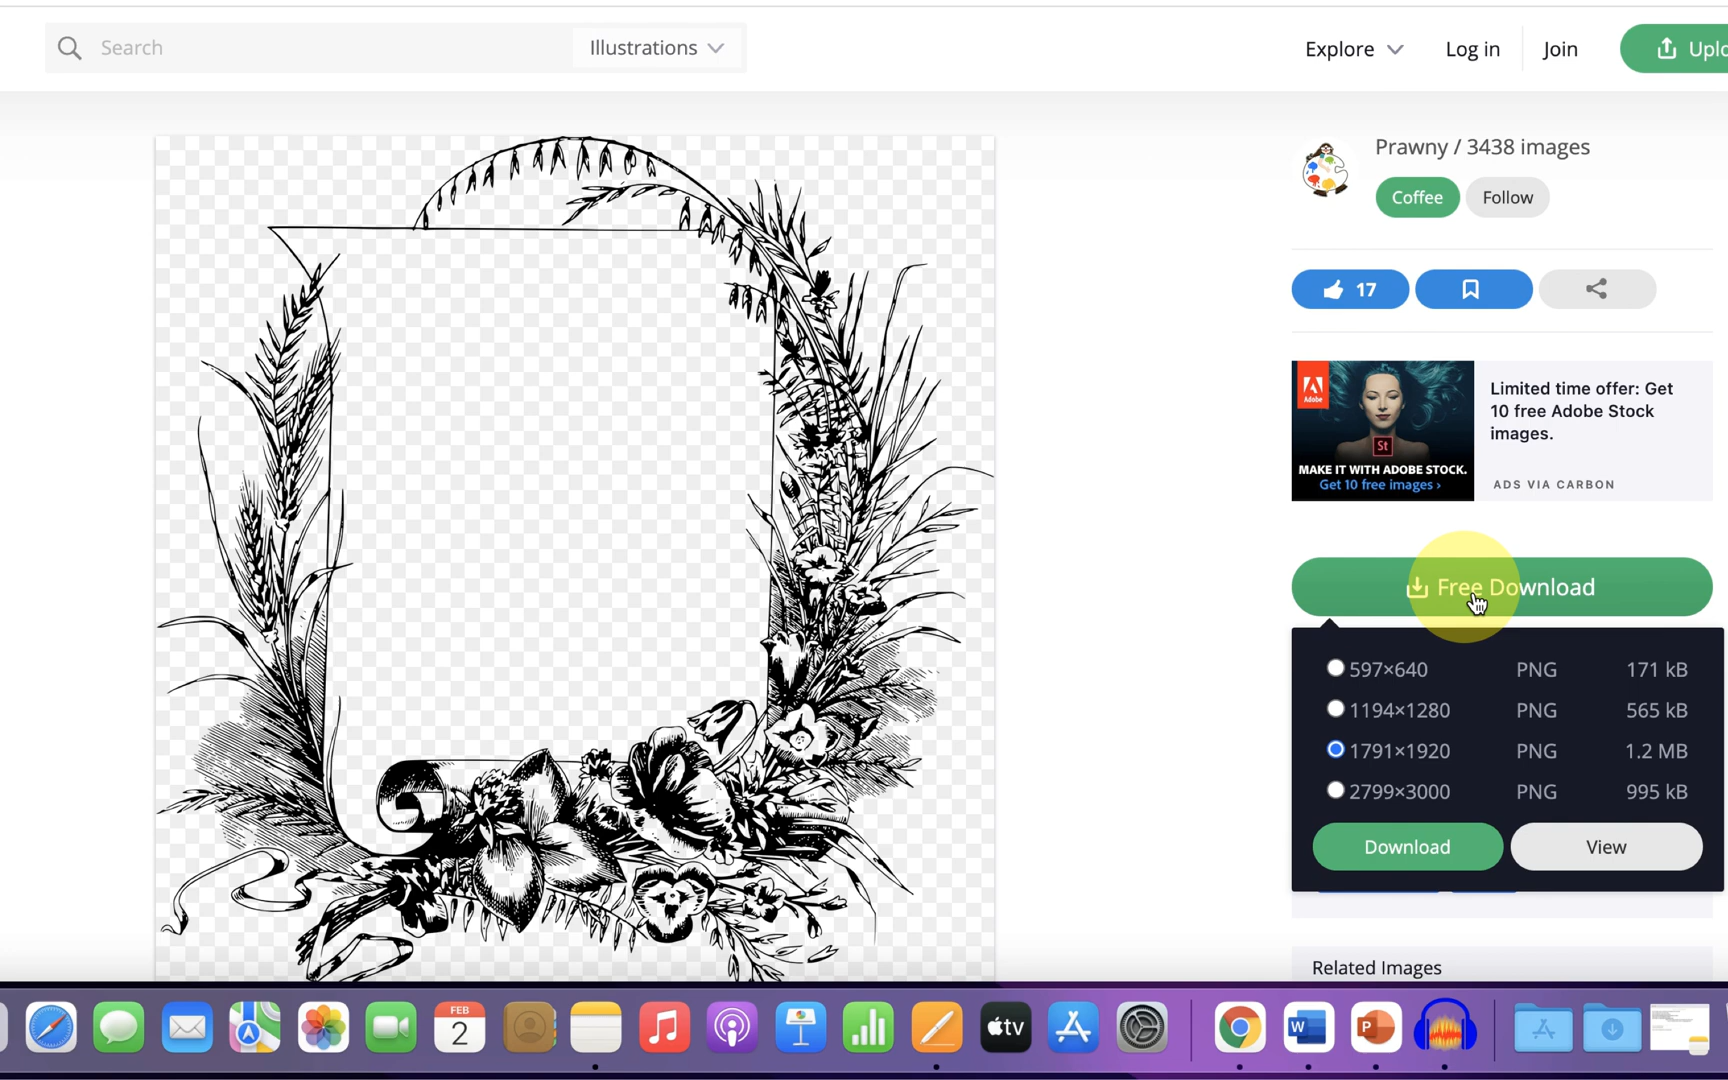 Search
Illustrations
Explore
Log in
Join
Uplo
Prawny / 3438 images
Coffee
Follow
17
Adobe
St
MAKE IT WITH ADOBE STOCK.
Get 10 free images ›
Limited time offer: Get
10 free Adobe Stock
images.
ADS VIA CARBON
Free Download
597×640 PNG 171 kB
1194×1280 PNG 565 kB
1791×1920 PNG 1.2 MB
2799×3000 PNG 995 kB
Download
View
Related Images
FEB
2
tv
W
P